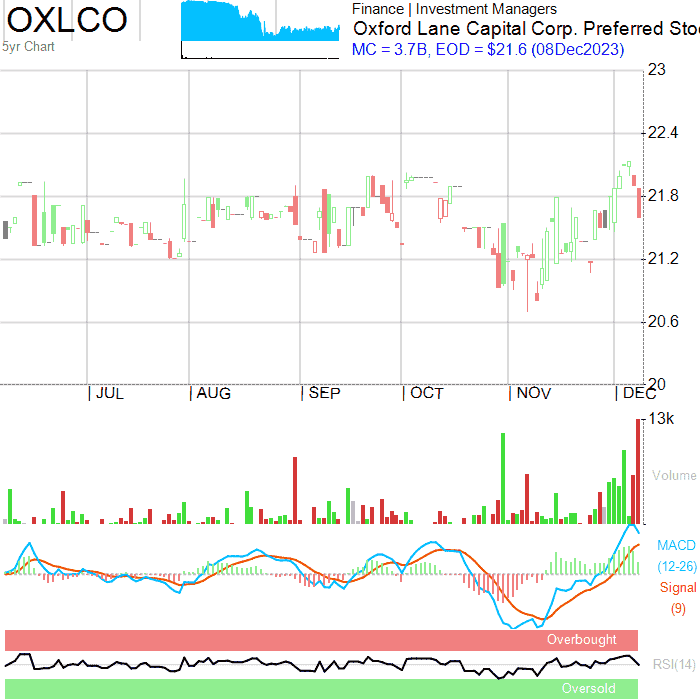 OXLCO
5yr Chart
Finance | Investment Managers
Oxford Lane Capital Corp. Preferred Sto
MC = 3.7B, EOD = $21.6 (08Dec2023)
23
22.4
21.8
21.2
20.6
20
JUL AUG SEP OCT NOV DEC
13k
Volume
MACD
(12-26)
Signal
(9)
Overbought
RSI(14)
Oversold